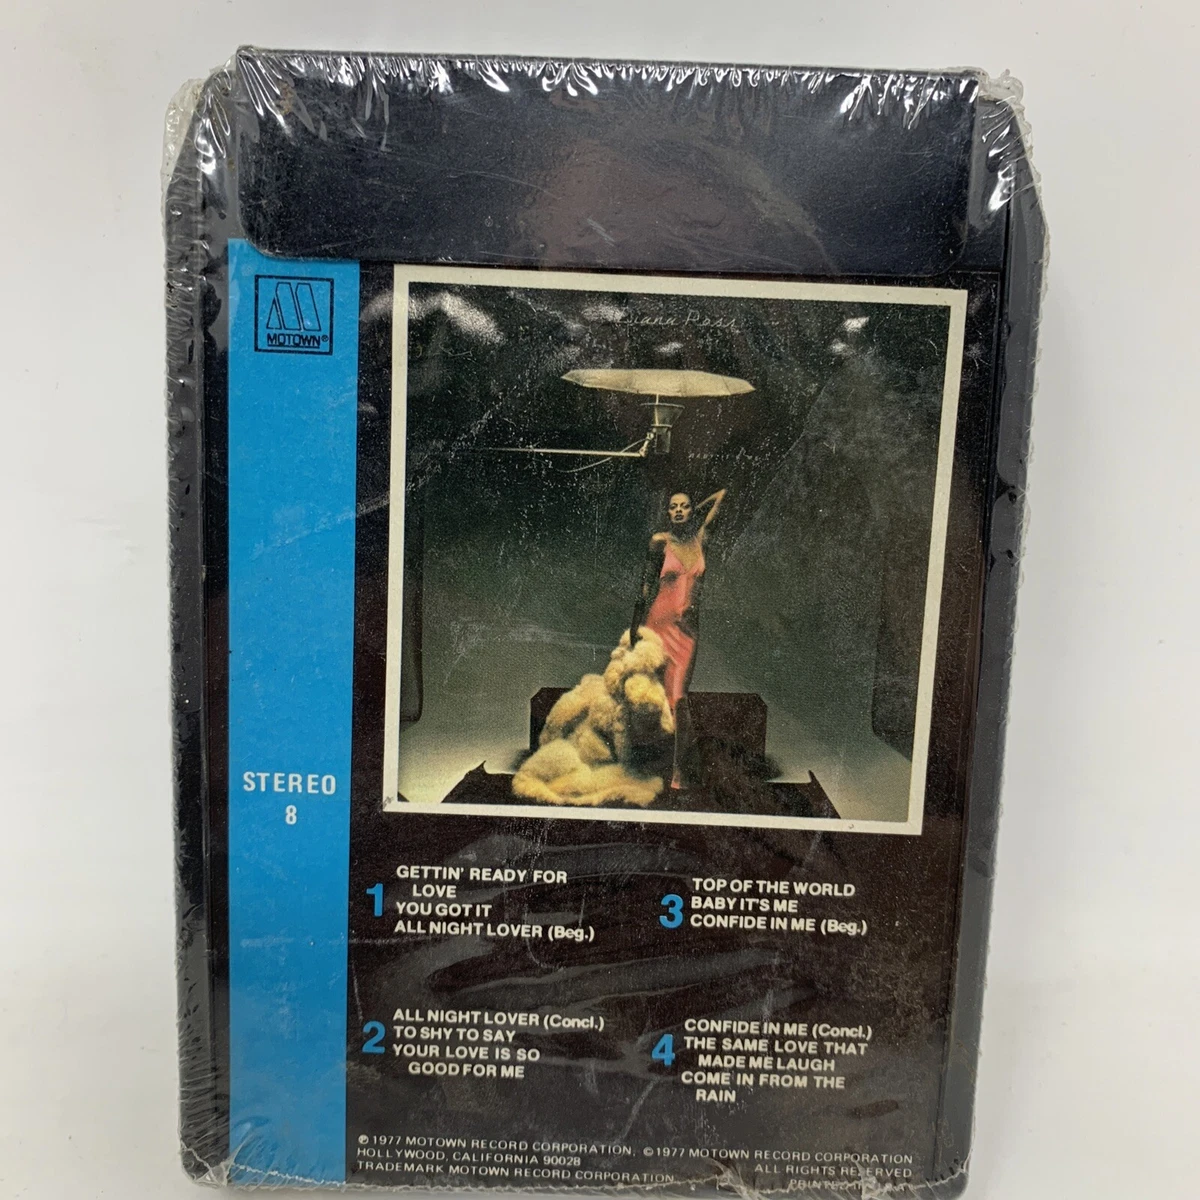 MOTOWN®
Diana Ross
STEREO
8
1
GETTIN' READY FOR
LOVE
YOU GOT IT
ALL NIGHT LOVER (Beg.)
2
ALL NIGHT LOVER (Concl.)
TO SHY TO SAY
YOUR LOVE IS SO
GOOD FOR ME
3
TOP OF THE WORLD
BABY IT'S ME
CONFIDE IN ME (Beg.)
4
CONFIDE IN ME (Concl.)
THE SAME LOVE THAT
MADE ME LAUGH
COME IN FROM THE
RAIN
℗ 1977 MOTOWN RECORD CORPORATION, © 1977 MOTOWN RECORD CORPORATION
HOLLYWOOD, CALIFORNIA 90028 ALL RIGHTS RESERVED
TRADEMARK MOTOWN RECORD CORPORATION